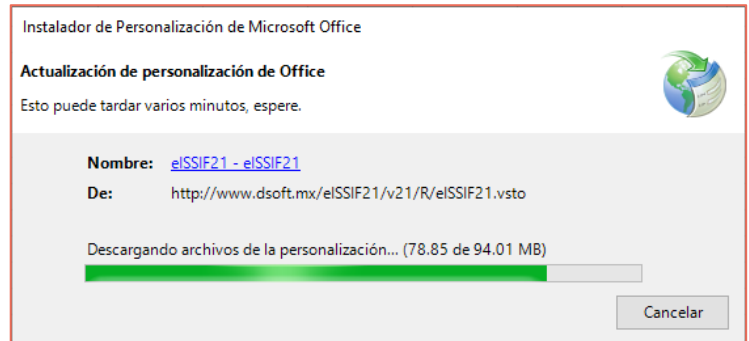 Instalador de Personalización de Microsoft Office
Actualización de personalización de Office
Esto puede tardar varios minutos, espere.
Nombre: eISSIF21 - eISSIF21
De: http://www.dsoft.mx/eISSIF21/v21/R/eISSIF21.vsto
Descargando archivos de la personalización... (78.85 de 94.01 MB)
Cancelar